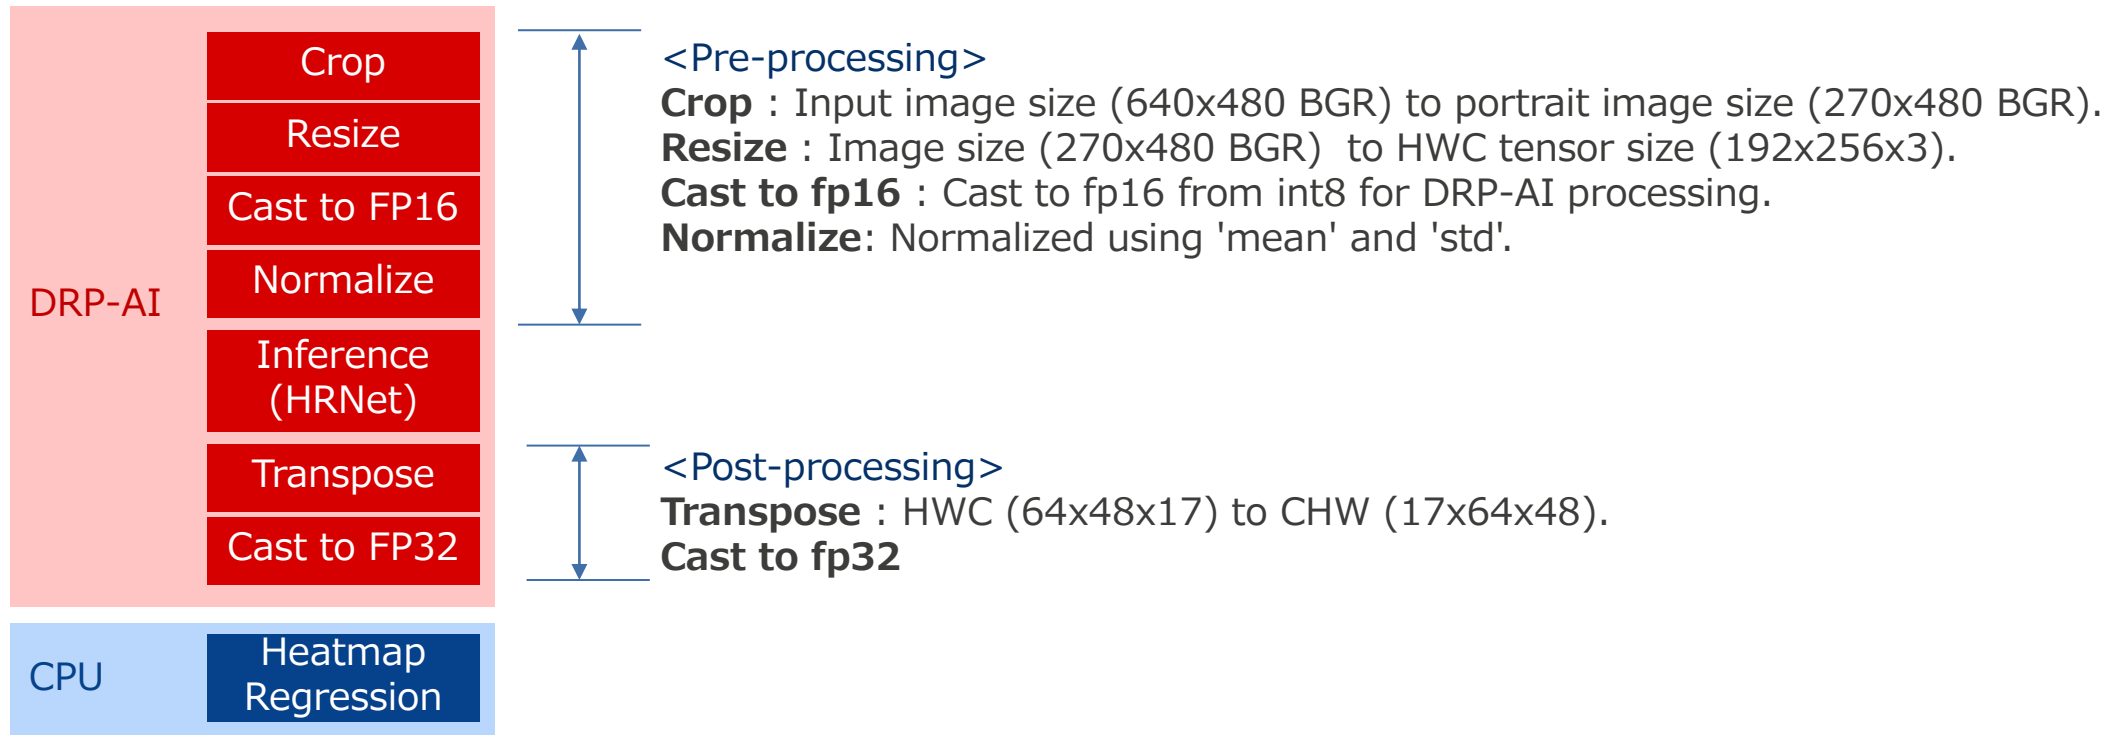 DRP-AI
Crop
Resize
Cast to FP16
Normalize
Inference
(HRNet)
Transpose
Cast to FP32
CPU
Heatmap
Regression
<Pre-processing>
Crop : Input image size (640x480 BGR) to portrait image size (270x480 BGR).
Resize : Image size (270x480 BGR)  to HWC tensor size (192x256x3).
Cast to fp16 : Cast to fp16 from int8 for DRP-AI processing.
Normalize: Normalized using 'mean' and 'std'.
<Post-processing>
Transpose : HWC (64x48x17) to CHW (17x64x48).
Cast to fp32